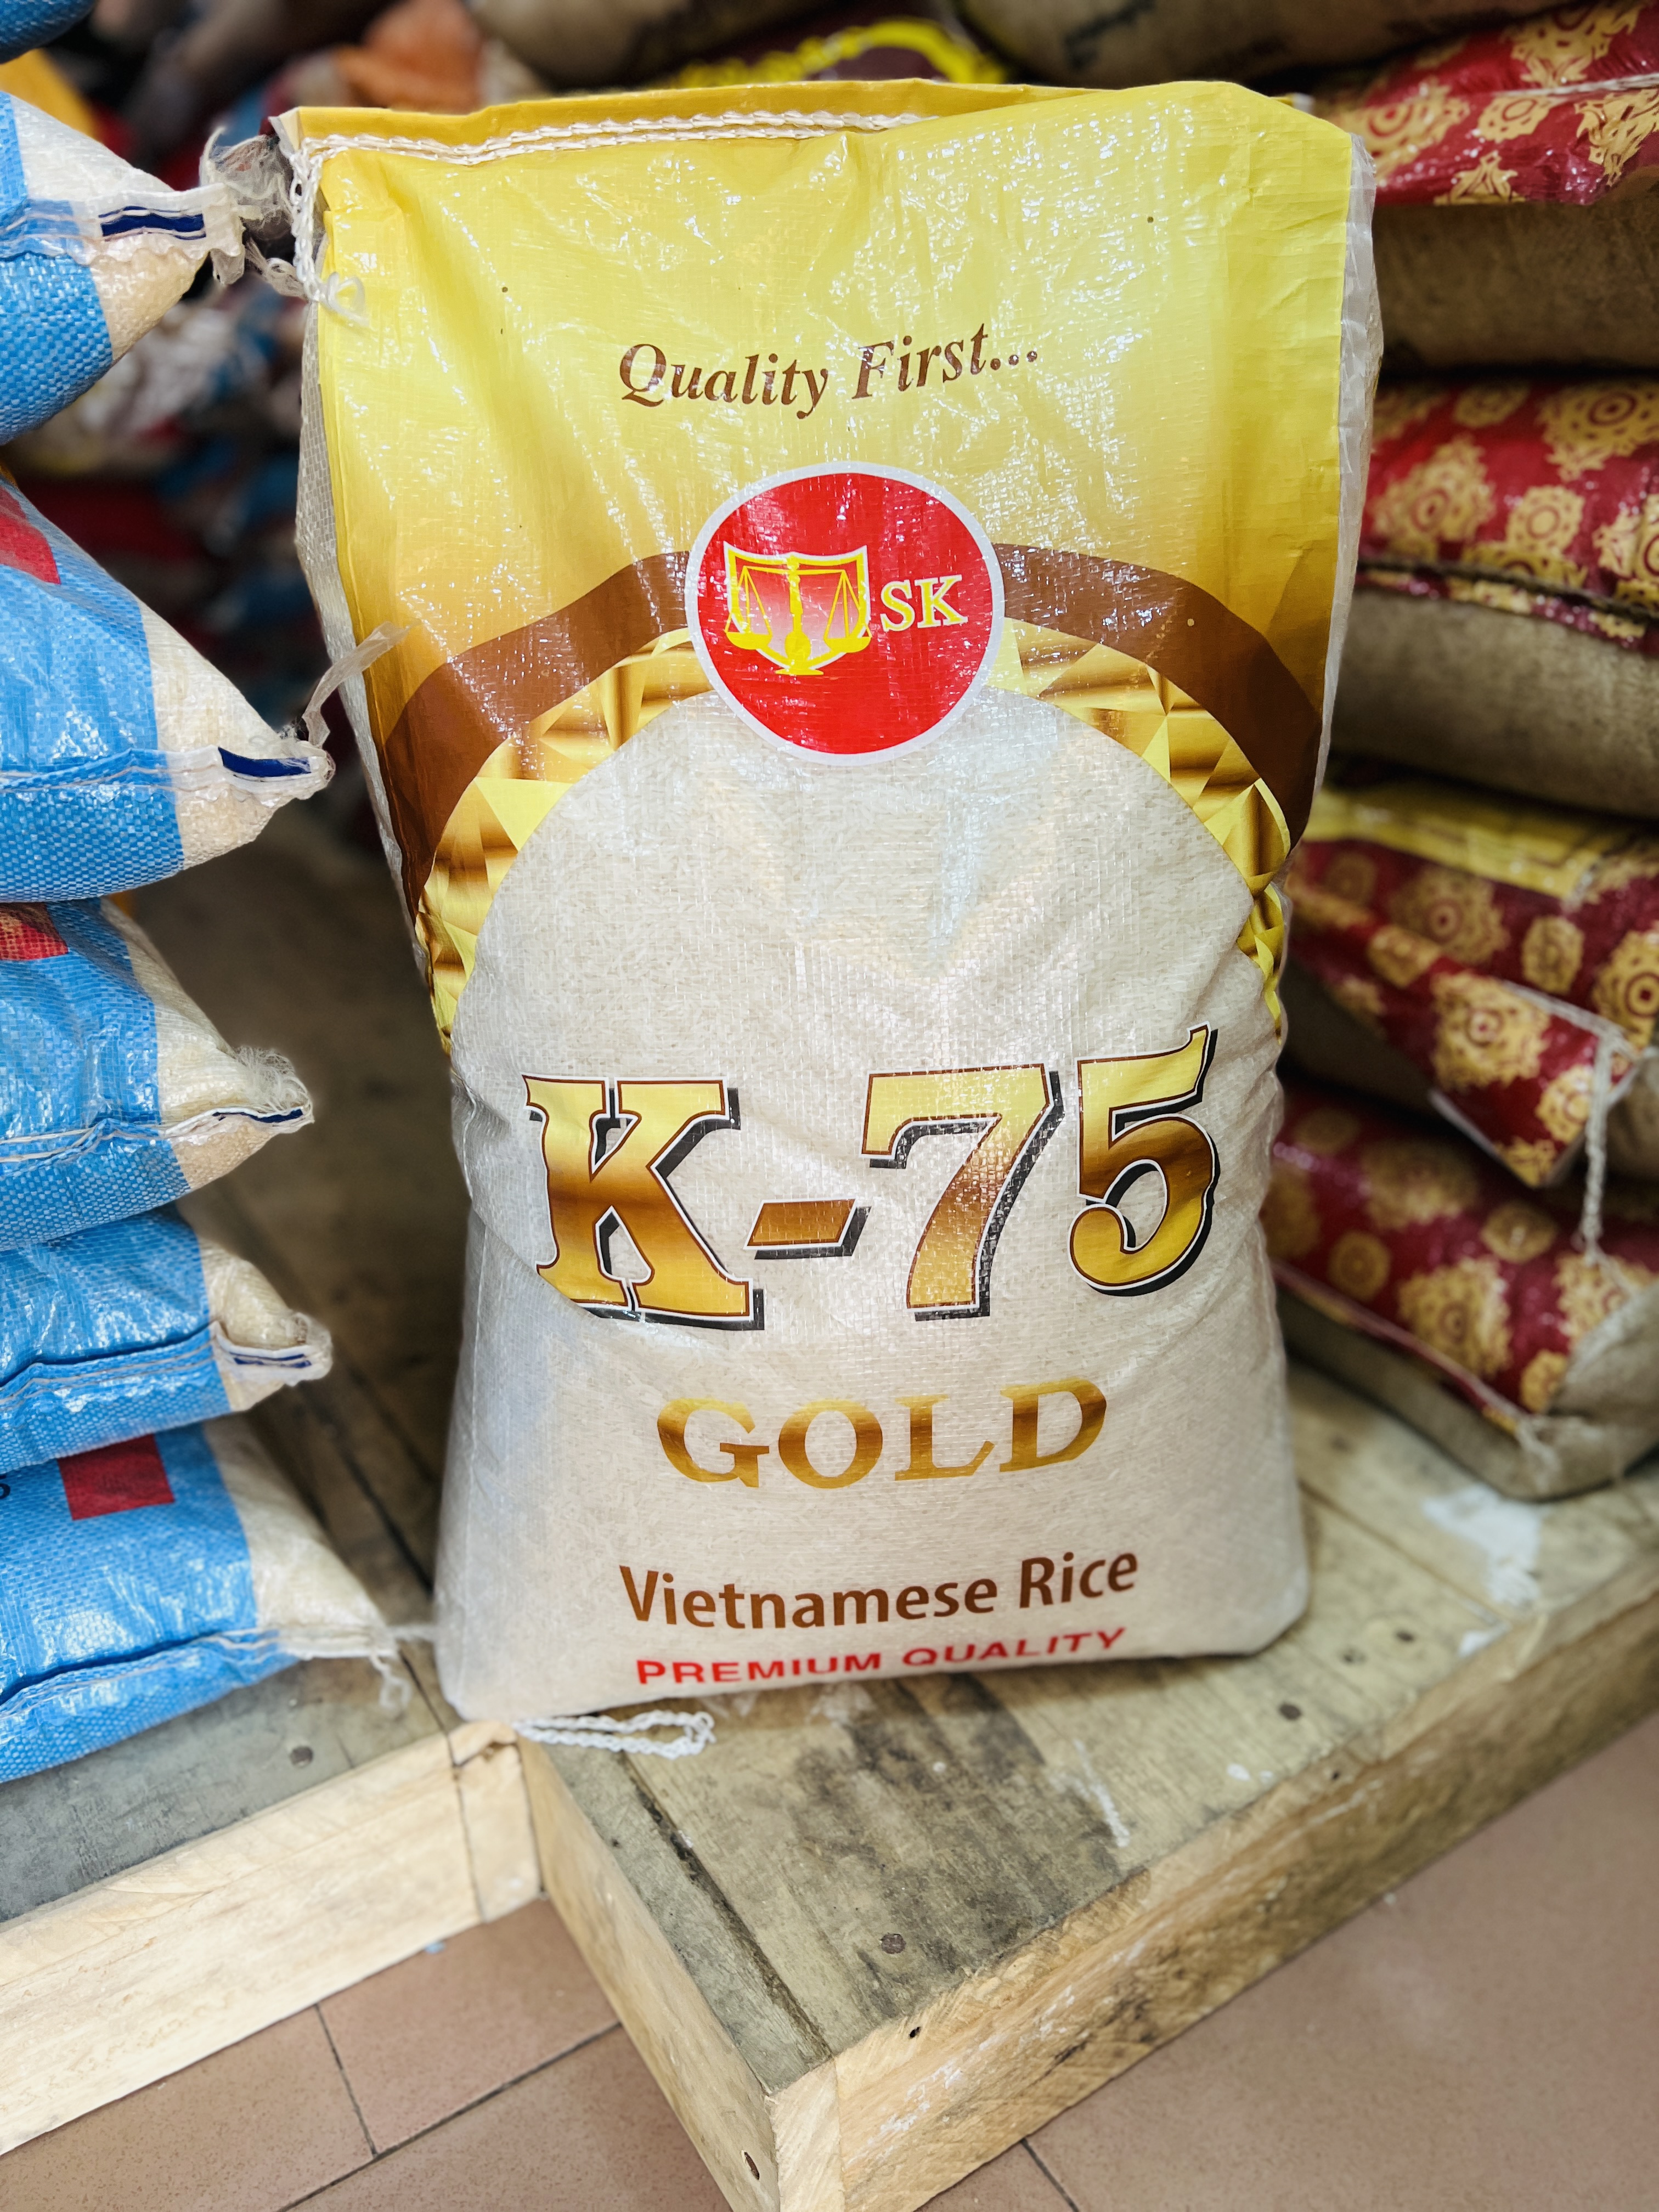 Quality First...
SK
K-75
GOLD
Vietnamese Rice
PREMIUM QUALITY